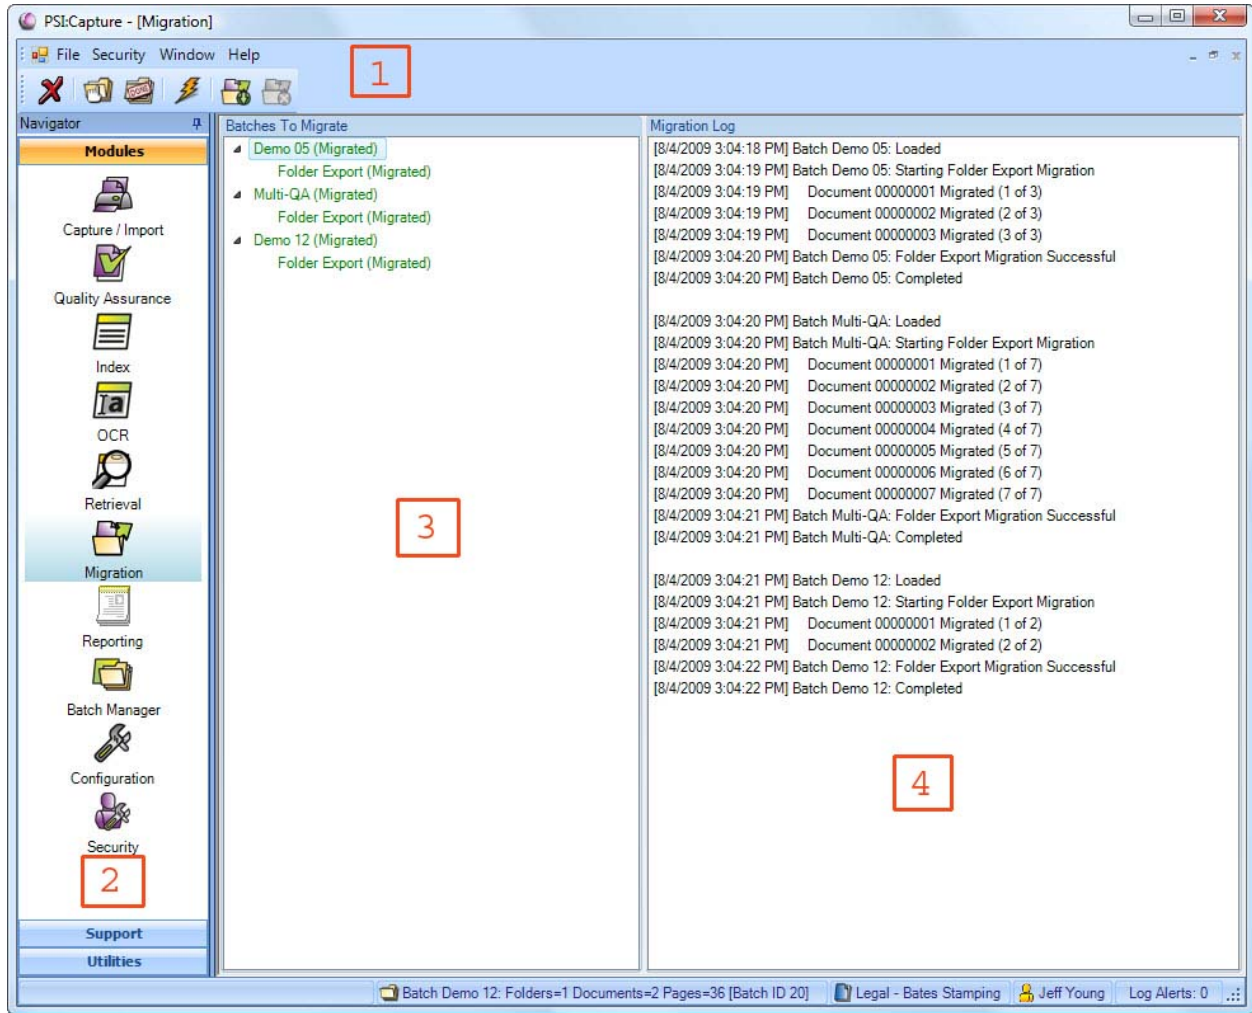 PSI:Capture - [Migration]
File Security Window Help
1
Navigator
Modules
Capture / Import
Quality Assurance
Index
Ia
OCR
Retrieval
Migration
Reporting
Batch Manager
Configuration
Security
2
Support
Utilities
Batches To Migrate
Demo 05 (Migrated)
Folder Export (Migrated)
Multi-QA (Migrated)
Folder Export (Migrated)
Demo 12 (Migrated)
Folder Export (Migrated)
3
Migration Log
[8/4/2009 3:04:18 PM] Batch Demo 05: Loaded
[8/4/2009 3:04:19 PM] Batch Demo 05: Starting Folder Export Migration
[8/4/2009 3:04:19 PM] Document 00000001 Migrated (1 of 3)
[8/4/2009 3:04:19 PM] Document 00000002 Migrated (2 of 3)
[8/4/2009 3:04:19 PM] Document 00000003 Migrated (3 of 3)
[8/4/2009 3:04:20 PM] Batch Demo 05: Folder Export Migration Successful
[8/4/2009 3:04:20 PM] Batch Demo 05: Completed
[8/4/2009 3:04:20 PM] Batch Multi-QA: Loaded
[8/4/2009 3:04:20 PM] Batch Multi-QA: Starting Folder Export Migration
[8/4/2009 3:04:20 PM] Document 00000001 Migrated (1 of 7)
[8/4/2009 3:04:20 PM] Document 00000002 Migrated (2 of 7)
[8/4/2009 3:04:20 PM] Document 00000003 Migrated (3 of 7)
[8/4/2009 3:04:20 PM] Document 00000004 Migrated (4 of 7)
[8/4/2009 3:04:20 PM] Document 00000005 Migrated (5 of 7)
[8/4/2009 3:04:20 PM] Document 00000006 Migrated (6 of 7)
[8/4/2009 3:04:20 PM] Document 00000007 Migrated (7 of 7)
[8/4/2009 3:04:21 PM] Batch Multi-QA: Folder Export Migration Successful
[8/4/2009 3:04:21 PM] Batch Multi-QA: Completed
[8/4/2009 3:04:21 PM] Batch Demo 12: Loaded
[8/4/2009 3:04:21 PM] Batch Demo 12: Starting Folder Export Migration
[8/4/2009 3:04:21 PM] Document 00000001 Migrated (1 of 2)
[8/4/2009 3:04:21 PM] Document 00000002 Migrated (2 of 2)
[8/4/2009 3:04:22 PM] Batch Demo 12: Folder Export Migration Successful
[8/4/2009 3:04:22 PM] Batch Demo 12: Completed
4
Batch Demo 12: Folders=1 Documents=2 Pages=36 [Batch ID 20] Legal - Bates Stamping Jeff Young Log Alerts: 0